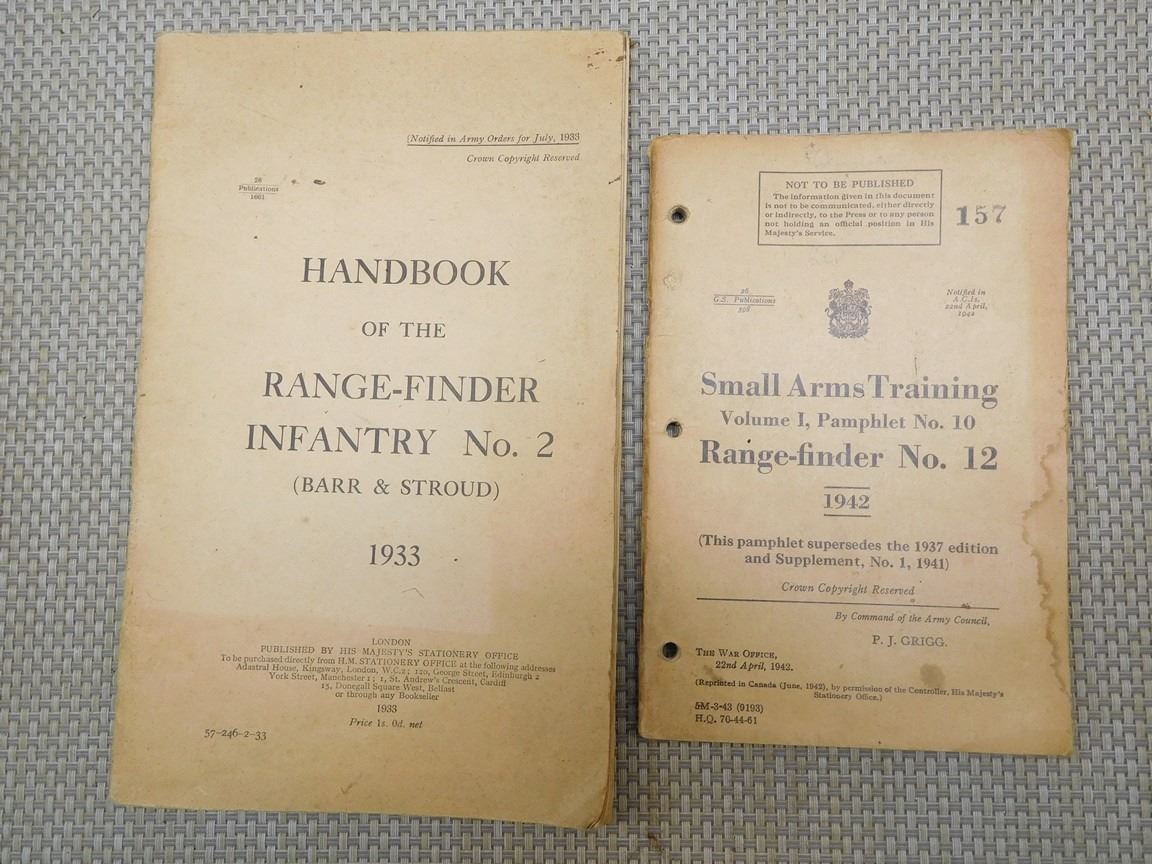 (Notified in Army Orders for July, 1933
Crown Copyright Reserved
26
Publications
1661
HANDBOOK
OF THE
RANGE-FINDER
INFANTRY No. 2
(BARR & STROUD)
1933
LONDON
PUBLISHED BY HIS MAJESTY'S STATIONERY OFFICE
To be purchased directly from H.M. STATIONERY OFFICE at the following addresses
Adastral House, Kingsway, London, W.C.2; 120, George Street, Edinburgh 2
York Street, Manchester 1; 1, St. Andrew's Crescent, Cardiff
15, Donegall Square West, Belfast
or through any Bookseller
1933
Price 1s. 0d. net
57-246-2-33
NOT TO BE PUBLISHED
The information given in this document
is not to be communicated, either directly
or indirectly, to the Press or to any person
not holding an official position in His
Majesty's Service.
157
26
G.S. Publications
Notified in
A.C.Is.
22nd April,
1942
Small Arms Training
Volume I, Pamphlet No. 10
Range-finder No. 12
1942
(This pamphlet supersedes the 1937 edition
and Supplement, No. 1, 1941)
Crown Copyright Reserved
By Command of the Army Council,
P. J. GRIGG.
THE WAR OFFICE,
22nd April, 1942.
(Reprinted in Canada (June, 1942), by permission of the Controller, His Majesty's
Stationery Office.)
5M-3-43 (9193)
H.Q. 70-44-61